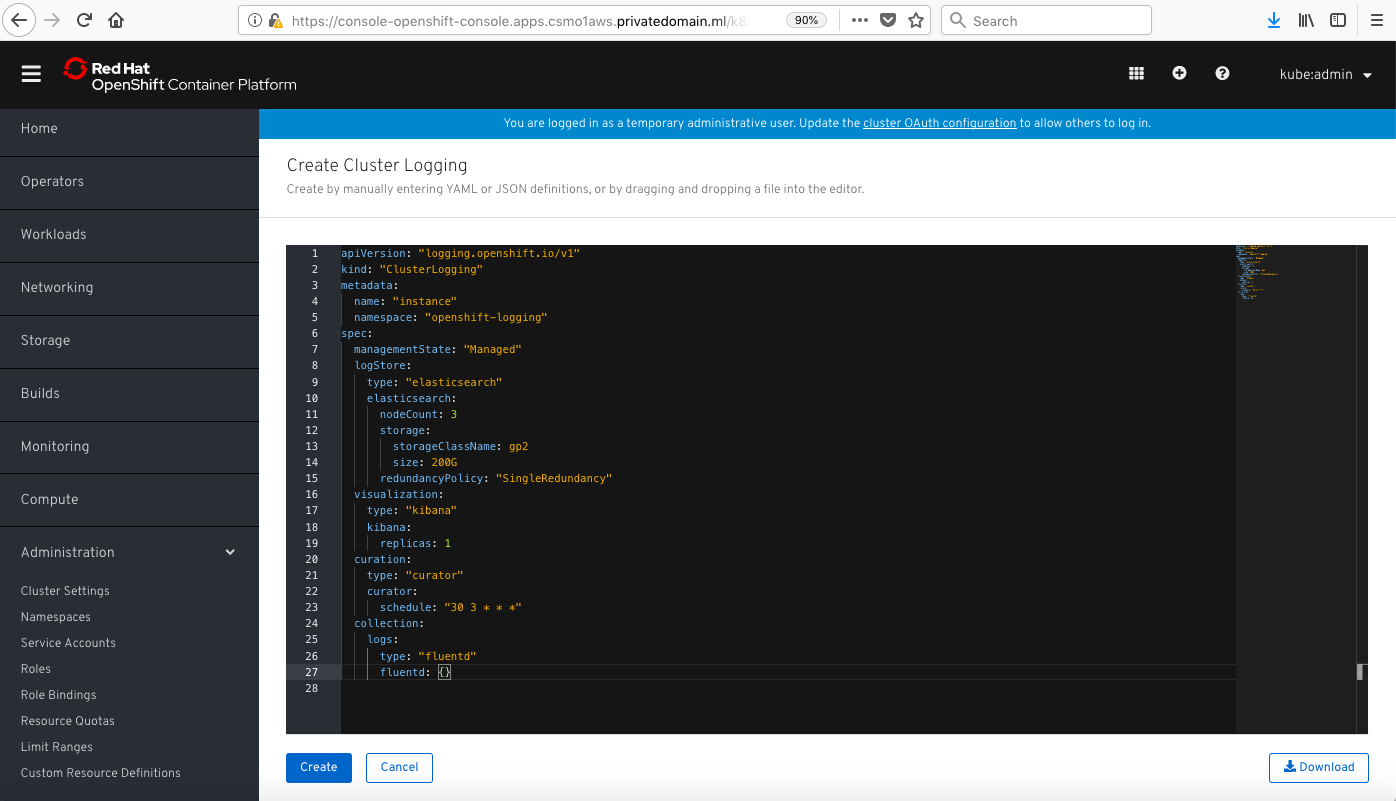 https://console-openshift-console.apps.csmo1aws.privatedomain.ml/k8
90%
Search
Red Hat
OpenShift Container Platform
kube:admin
Home
Operators
Workloads
Networking
Storage
Builds
Monitoring
Compute
Administration
Cluster Settings
Namespaces
Service Accounts
Roles
Role Bindings
Resource Quotas
Limit Ranges
Custom Resource Definitions
You are logged in as a temporary administrative user. Update the cluster OAuth configuration to allow others to log in.
Create Cluster Logging
Create by manually entering YAML or JSON definitions, or by dragging and dropping a file into the editor.
1 apiVersion: "logging.openshift.io/v1"
2 kind: "ClusterLogging"
3 metadata:
4   name: "instance"
5   namespace: "openshift-logging"
6 spec:
7   managementState: "Managed"
8   logStore:
9     type: "elasticsearch"
10     elasticsearch:
11       nodeCount: 3
12       storage:
13         storageClassName: gp2
14         size: 200G
15       redundancyPolicy: "SingleRedundancy"
16   visualization:
17     type: "kibana"
18     kibana:
19       replicas: 1
20   curation:
21     type: "curator"
22     curator:
23       schedule: "30 3 * * *"
24   collection:
25     logs:
26       type: "fluentd"
27       fluentd: {}
28
Create
Cancel
Download